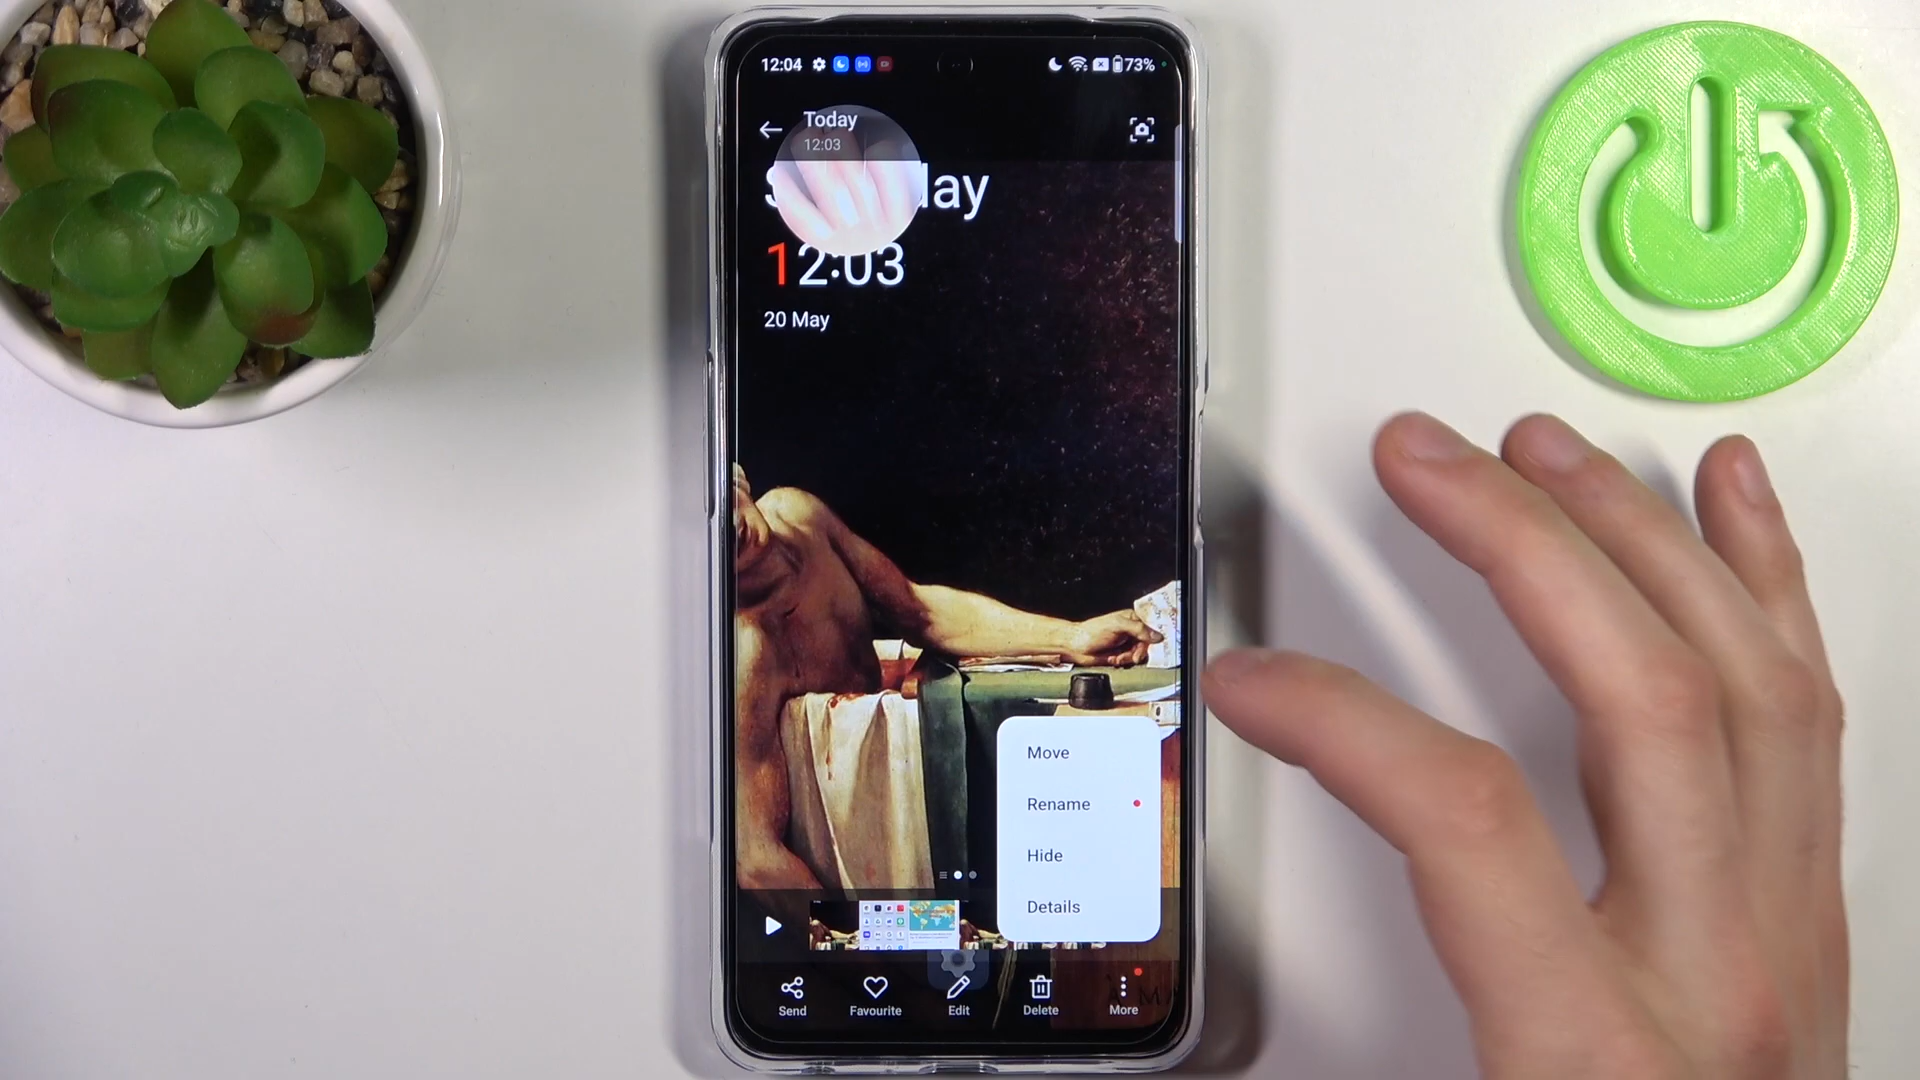 12:04
73%
Today
12:03
day
12:03
20 May
Move
Rename
Hide
Details
Send
Favourite
Edit
Delete
More